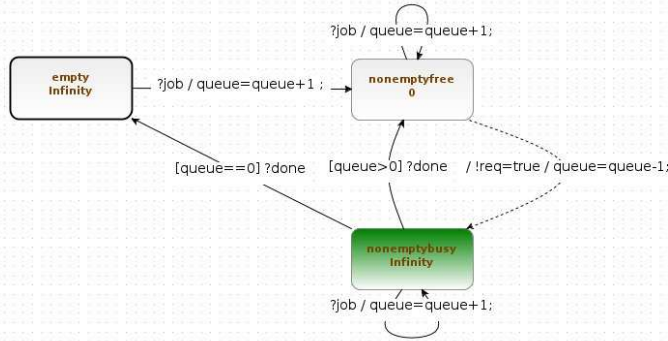 ?job / queue=queue+1;
empty
Infinity
?job / queue=queue+1 ;
nonemptyfree
0
[queue==0] ?done
[queue>0] ?done
/ !req=true / queue=queue-1;
nonemptybusy
Infinity
?job / queue=queue+1;